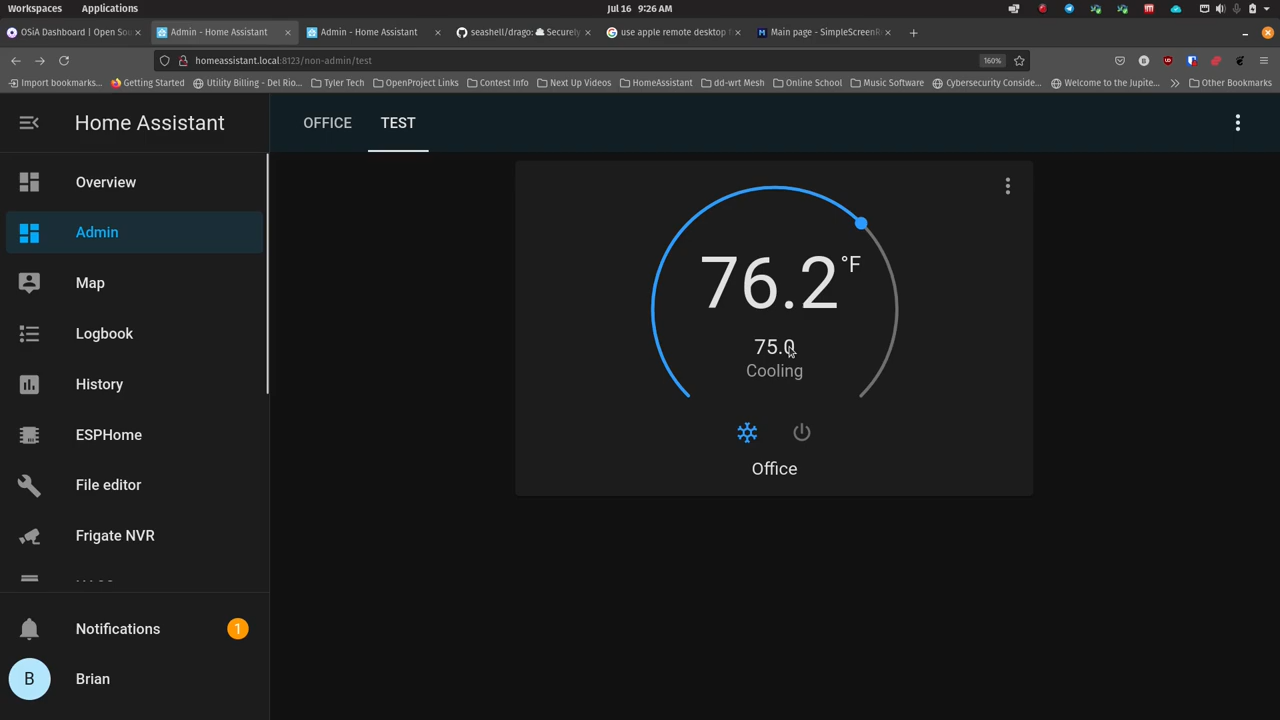 Workspaces Applications Jul 16 9:26 AM
OSiA Dashboard | Open Sou Admin - Home Assistant Admin - Home Assistant seashell/drago: Securely use apple remote desktop f Main page - SimpleScreenR
homeassistant.local:8123/non-admin/test 160%
Import bookmarks... Getting Started Utility Billing - Del Rio... Tyler Tech OpenProject Links Contest Info Next Up Videos HomeAssistant dd-wrt Mesh Online School Music Software Cybersecurity Conside... Welcome to the Jupite... Other Bookmarks
Home Assistant
OFFICE TEST
Overview
Admin
Map
Logbook
History
ESPHome
File editor
Frigate NVR
Notifications 1
B Brian
76.2 °F
75.0
Cooling
Office